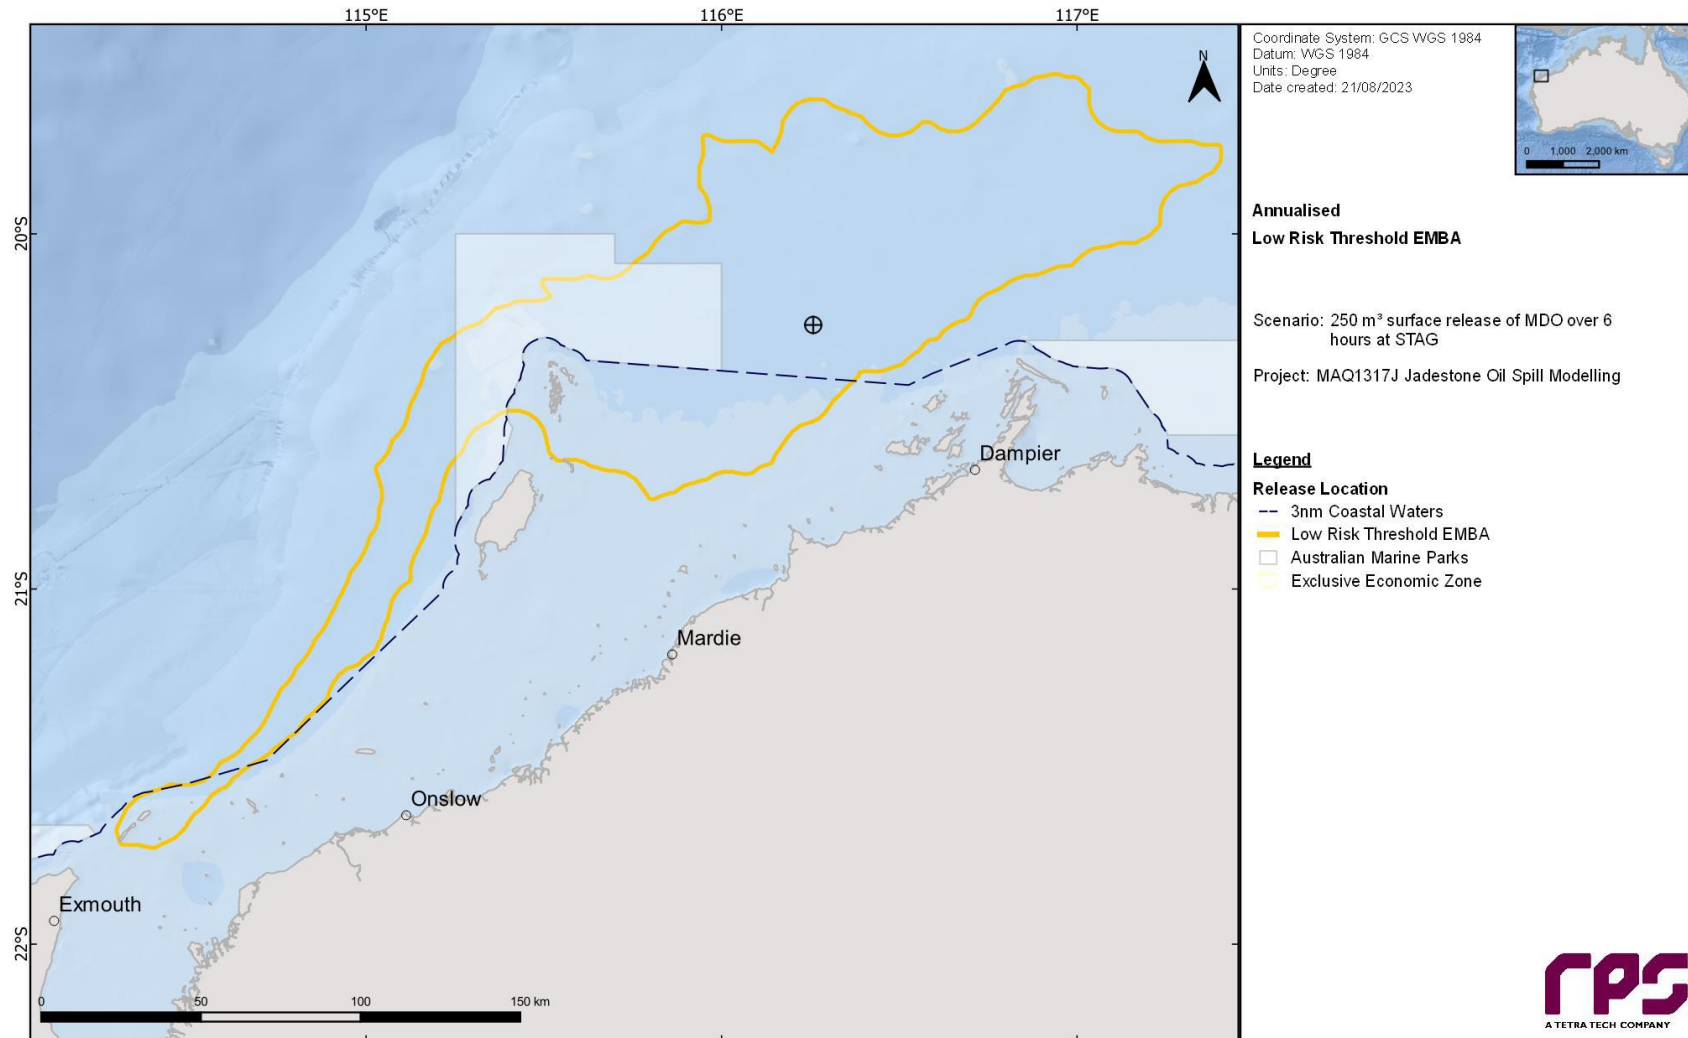 115°E
116°E
117°E
20°S
21°S
22°S
N
Dampier
Mardie
Onslow
Exmouth
0 50 100 150 km
Coordinate System: GCS WGS 1984
Datum: WGS 1984
Units: Degree
Date created: 21/08/2023
0 1,000 2,000 km
Annualised
Low Risk Threshold EMBA
Scenario: 250 m³ surface release of MDO over 6
hours at STAG
Project: MAQ1317J Jadestone Oil Spill Modelling
Legend
Release Location
3nm Coastal Waters
Low Risk Threshold EMBA
Australian Marine Parks
Exclusive Economic Zone
rps
A TETRA TECH COMPANY